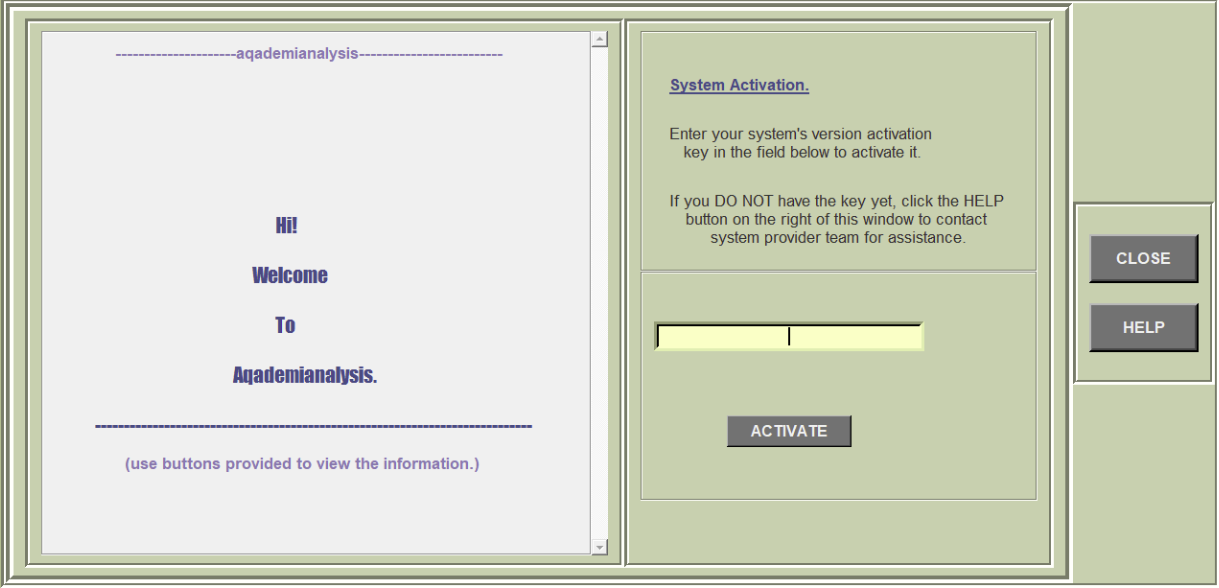 ---------------------aqademianalysis-------------------------
Hi!
Welcome
To
Aqademianalysis.
-------------------------------------------------------------------------
(use buttons provided to view the information.)
System Activation.
Enter your system's version activation
key in the field below to activate it.
If you DO NOT have the key yet, click the HELP
button on the right of this window to contact
system provider team for assistance.
ACTIVATE
CLOSE
HELP